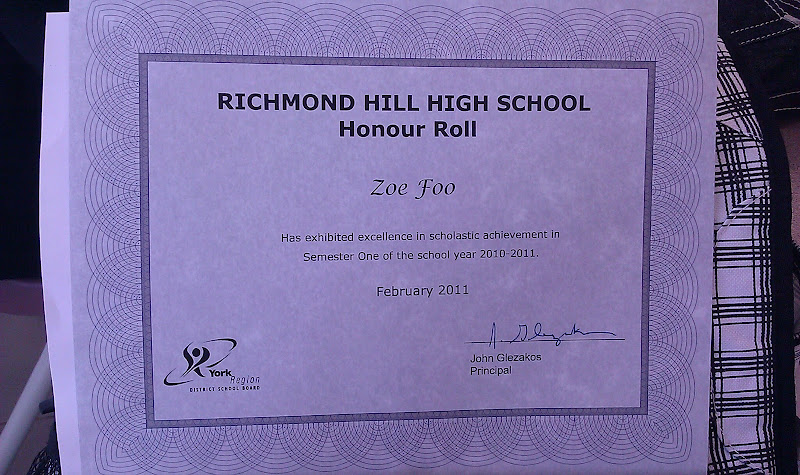 RICHMOND HILL HIGH SCHOOL
Honour Roll
Zoe Foo
Has exhibited excellence in scholastic achievement in
Semester One of the school year 2010-2011.
February 2011
John Glezakos
Principal
York
Region
DISTRICT SCHOOL BOARD